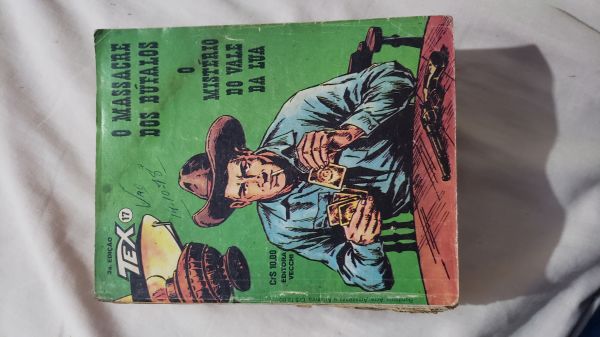 O MASSACRE
DOS BÚFALOS
O
MISTÉRIO
DO VALE
DA LUA
2a EDIÇÃO
TEX 17
Cr$ 10,00
EDITORA
VECCHI